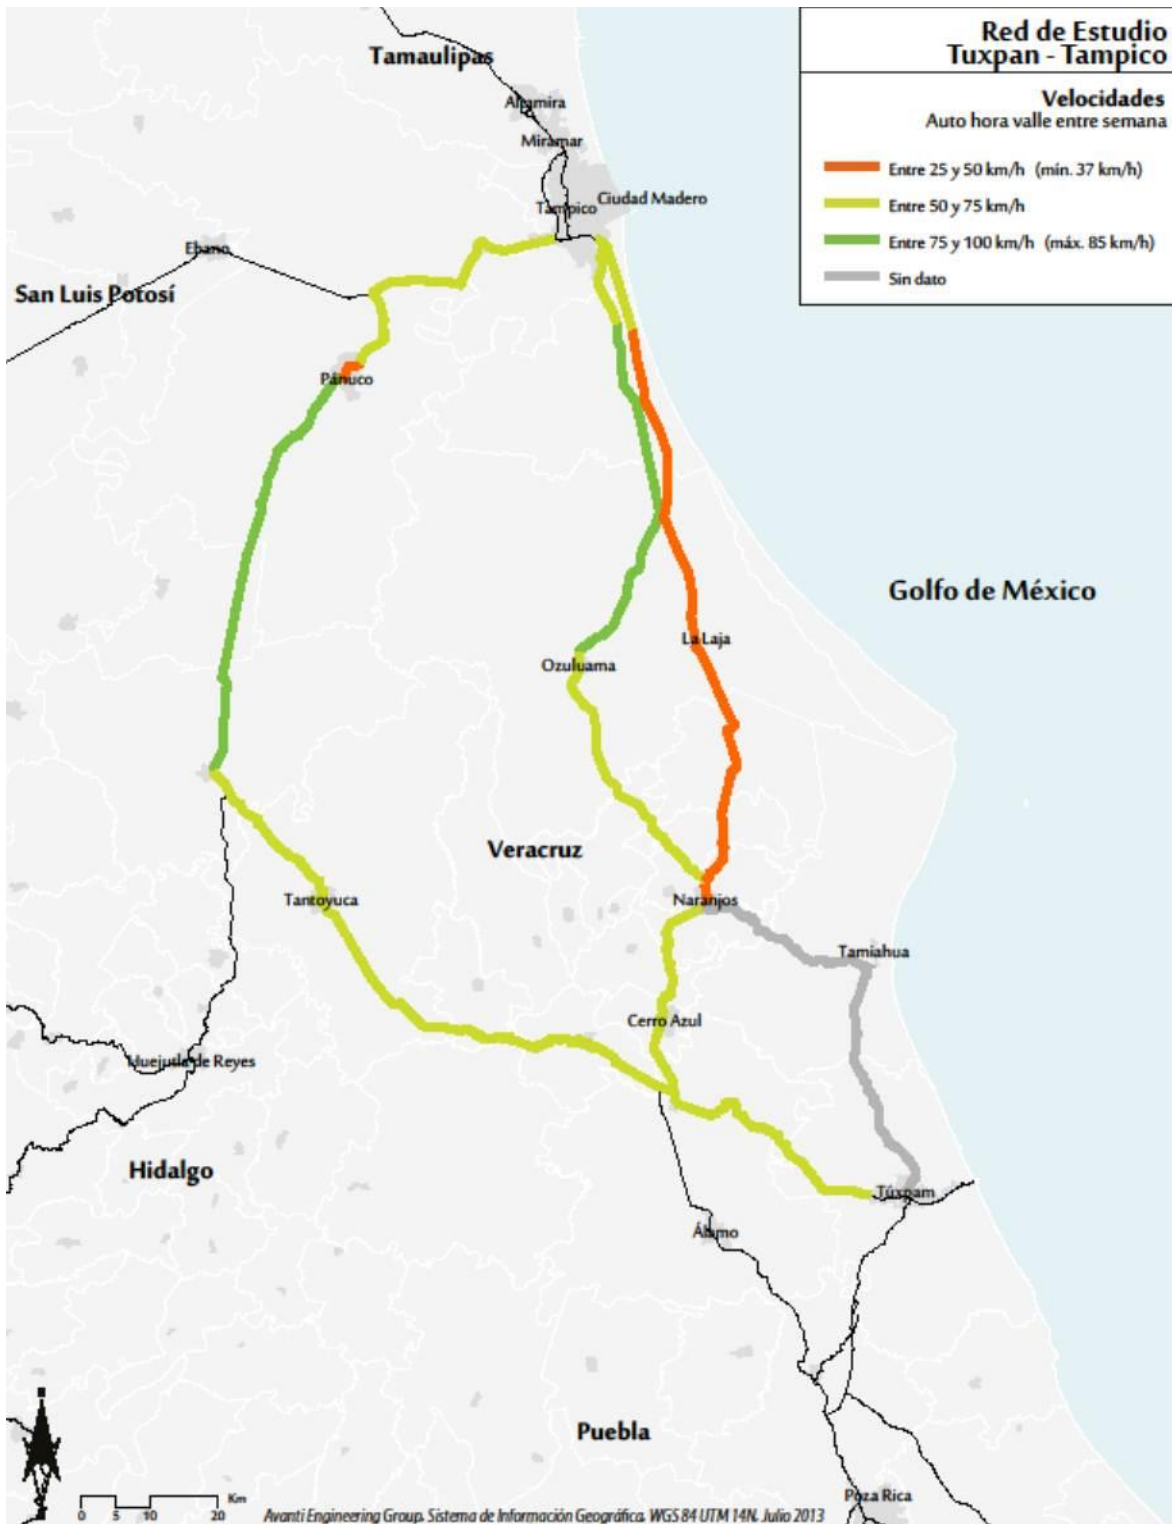 Red de Estudio
Tuxpan - Tampico
Velocidades
Auto hora valle entre semana
Entre 25 y 50 km/h (mín. 37 km/h)
Entre 50 y 75 km/h
Entre 75 y 100 km/h (máx. 85 km/h)
Sin dato
Tamaulipas
Altamira
Miramar
Ciudad Madero
Tampico
Ebano
San Luis Potosí
Pánuco
Golfo de México
La Laja
Ozuluama
Veracruz
Tantoyuca
Naranjos
Tamiahua
Cerro Azul
Huejutla de Reyes
Hidalgo
Túxpam
Álamo
Puebla
Poza Rica
Km
0 5 10 20
Avanti Engineering Group. Sistema de Información Geográfica. WGS 84 UTM 14N. Julio 2013